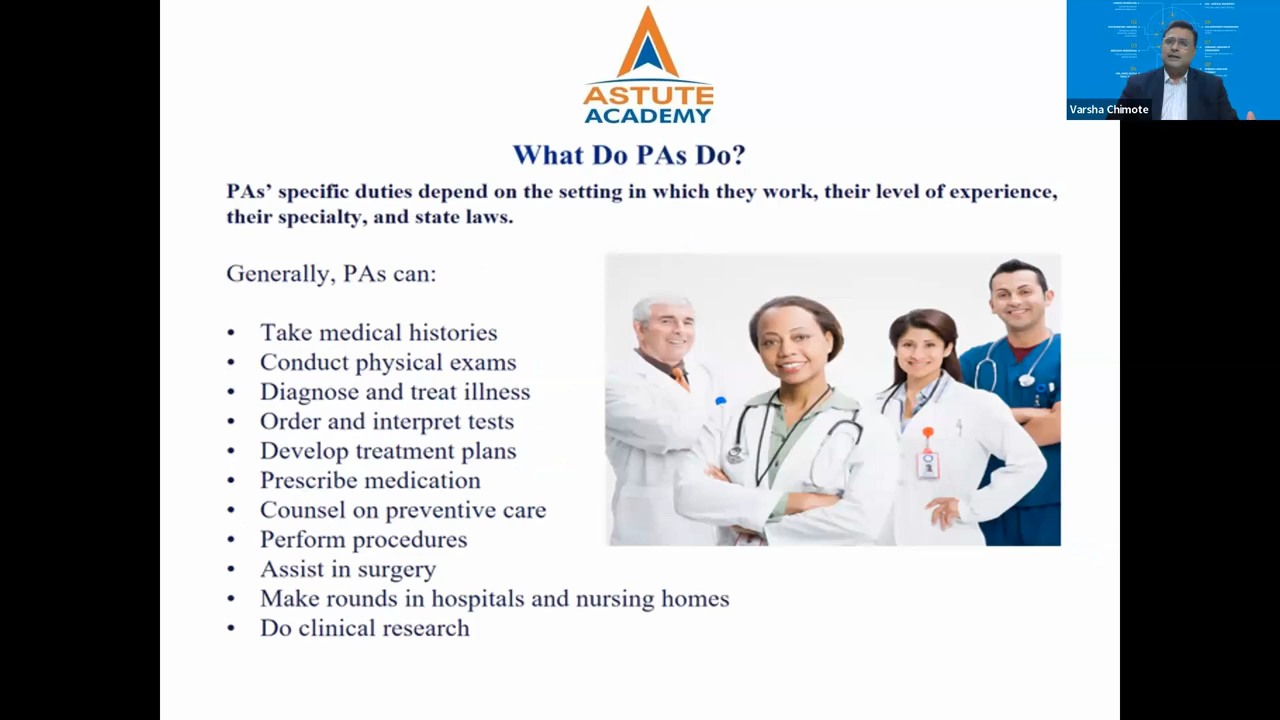 ASTUTE
ACADEMY
Varsha Chimote
What Do PAs Do?
PAs' specific duties depend on the setting in which they work, their level of experience,
their specialty, and state laws.
Generally, PAs can:
• Take medical histories
• Conduct physical exams
• Diagnose and treat illness
• Order and interpret tests
• Develop treatment plans
• Prescribe medication
• Counsel on preventive care
• Perform procedures
• Assist in surgery
• Make rounds in hospitals and nursing homes
• Do clinical research